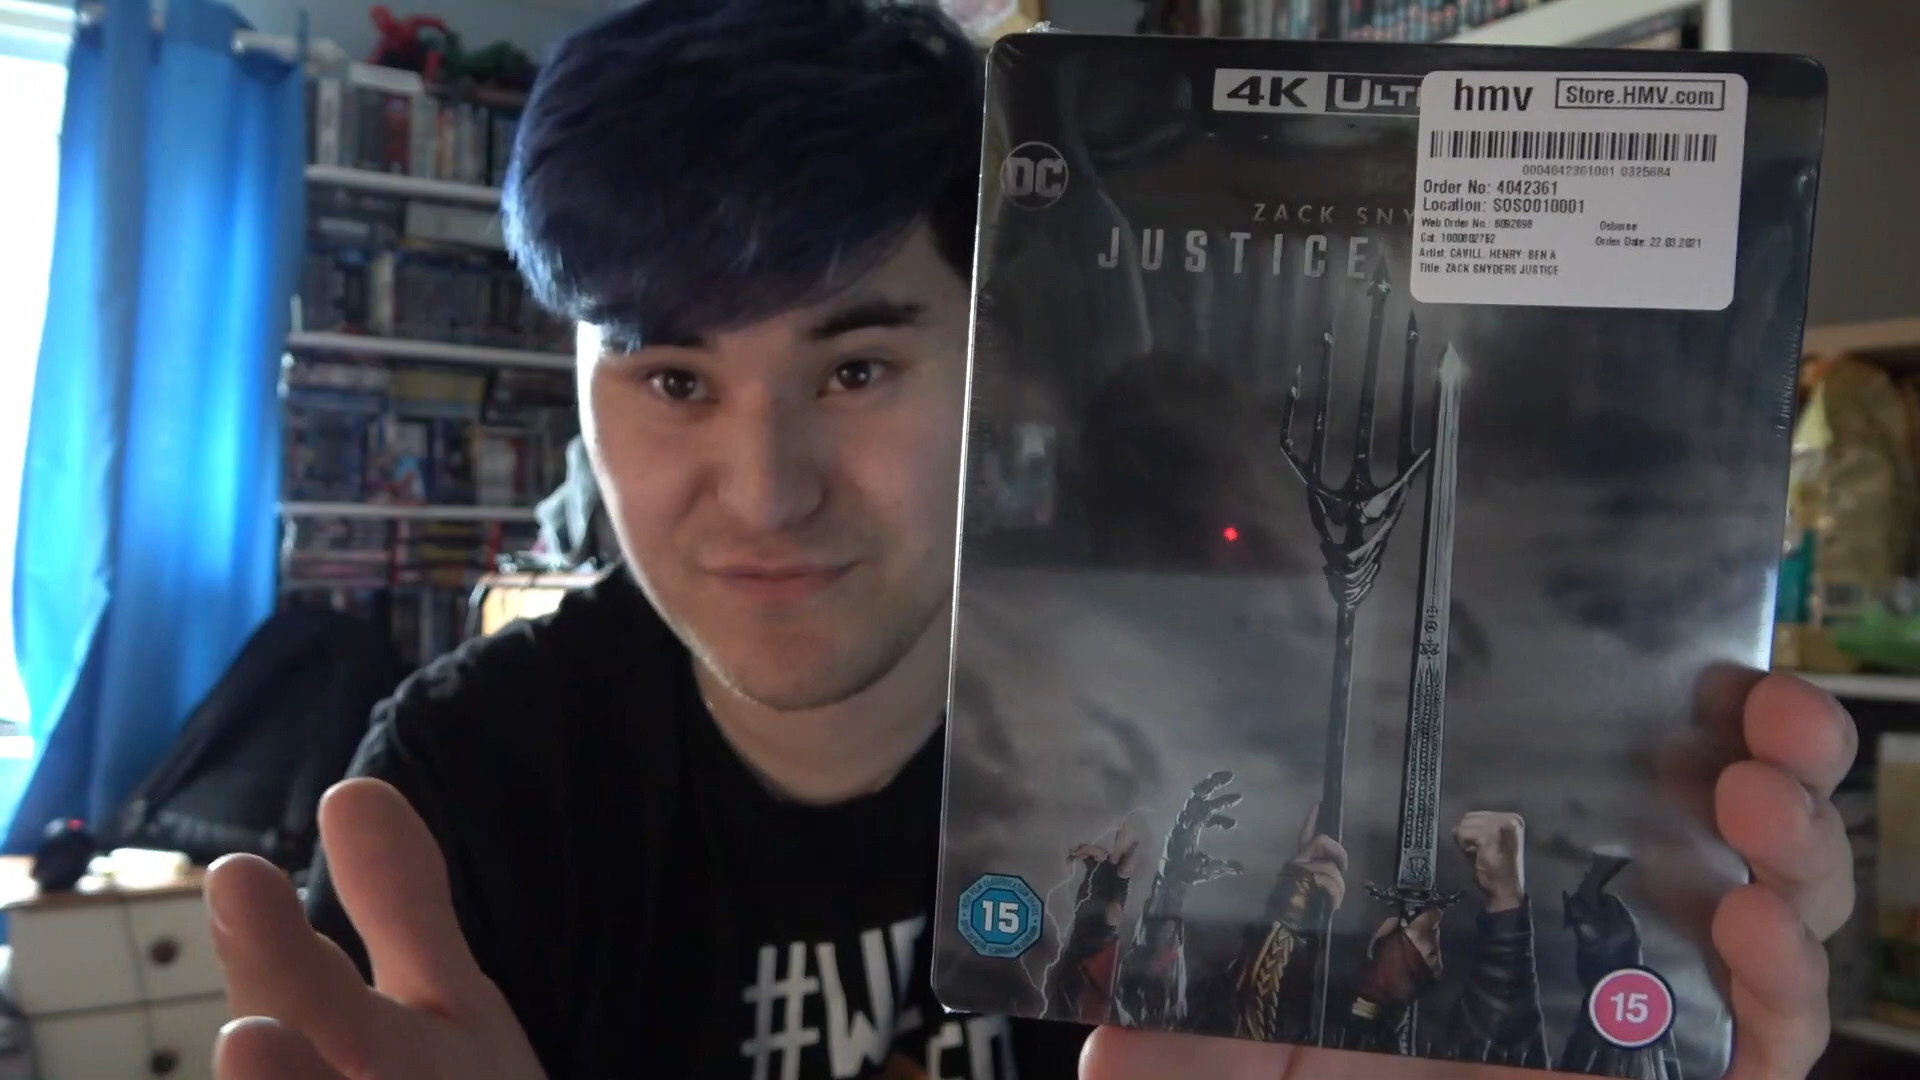 4K ULT
hmv Store.HMV.com
0004042361001 0325684
Order No: 4042361
Location: SOSO010001
Web Order No.: 6092698
Osborne
Cat: 1000802752
Order Date: 22.03.2021
Artist: CAVILL, HENRY: BEN A
Title: ZACK SNYDERS JUSTICE
DC
ZACK SNY
JUSTICE
15
15
#WE